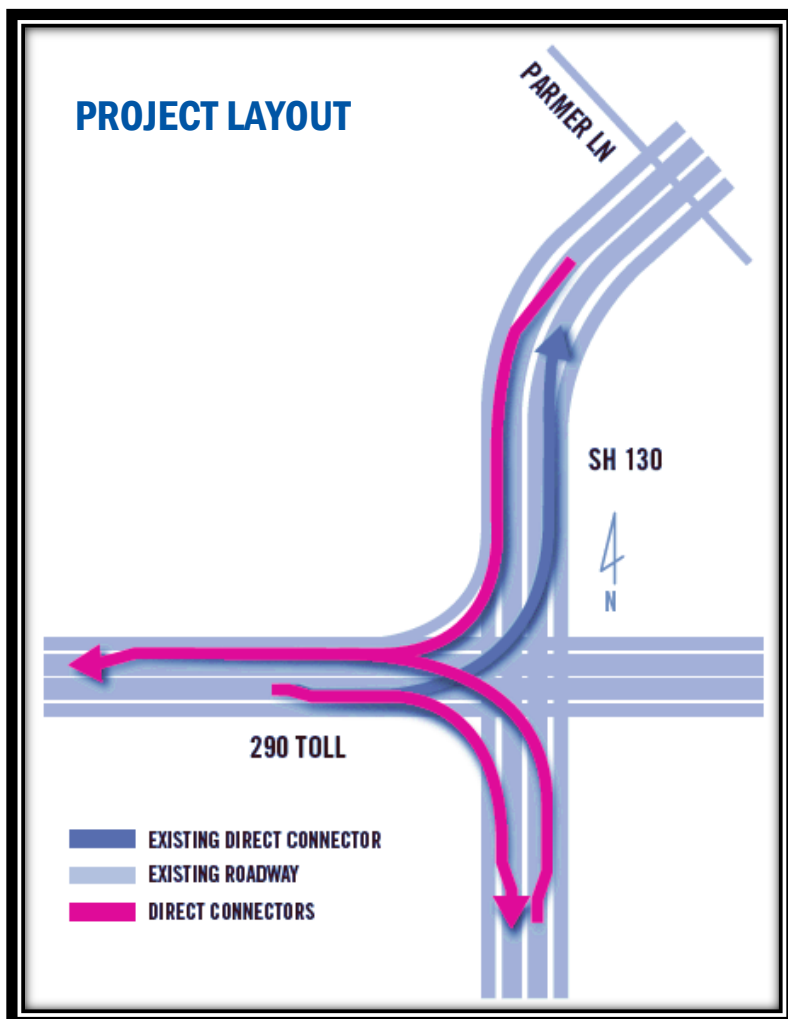 PROJECT LAYOUT
PARMER LN
SH 130
N
290 TOLL
EXISTING DIRECT CONNECTOR
EXISTING ROADWAY
DIRECT CONNECTORS